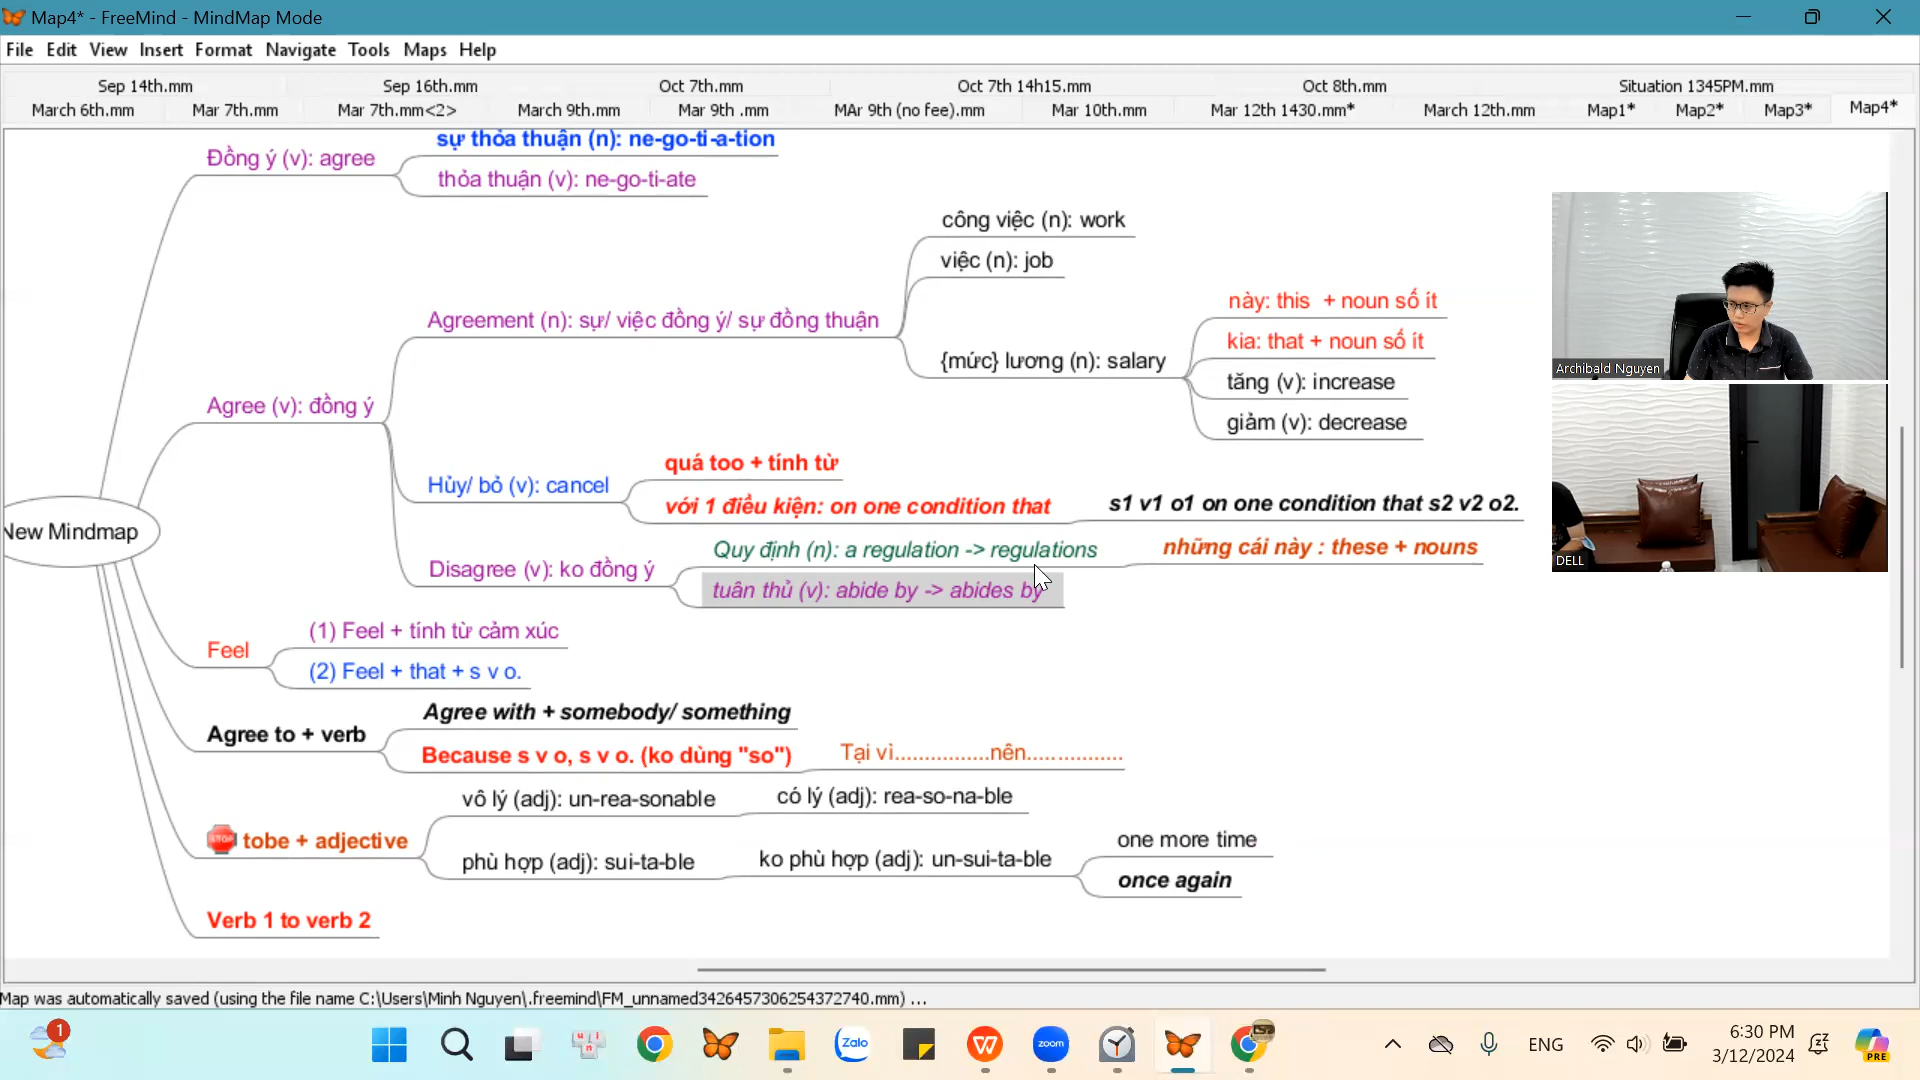 Map4* - FreeMind - MindMap Mode
File Edit View Insert Format Navigate Tools Maps Help
Sep 14th.mm Sep 16th.mm Oct 7th.mm Oct 7th 14h15.mm Oct 8th.mm Situation 1345PM.mm
March 6th.mm Mar 7th.mm Mar 7th.mm<2> March 9th.mm Mar 9th .mm MAr 9th (no fee).mm Mar 10th.mm Mar 12th 1430.mm* March 12th.mm Map1* Map2* Map3* Map4*
New Mindmap
Đồng ý (v): agree
sự thỏa thuận (n): ne-go-ti-a-tion
thỏa thuận (v): ne-go-ti-ate
Agree (v): đồng ý
Agreement (n): sự/ việc đồng ý/ sự đồng thuận
công việc (n): work
việc (n): job
{mức} lương (n): salary
này: this + noun số ít
kia: that + noun số ít
tăng (v): increase
giảm (v): decrease
Hủy/ bỏ (v): cancel
quá too + tính từ
với 1 điều kiện: on one condition that
s1 v1 o1 on one condition that s2 v2 o2.
Disagree (v): ko đồng ý
Quy định (n): a regulation -> regulations
những cái này : these + nouns
tuân thủ (v): abide by -> abides by
Feel
(1) Feel + tính từ cảm xúc
(2) Feel + that + s v o.
Agree to + verb
Agree with + somebody/ something
Because s v o, s v o. (ko dùng "so")
Tại vì................nên................
STOP tobe + adjective
vô lý (adj): un-rea-sonable
có lý (adj): rea-so-na-ble
phù hợp (adj): sui-ta-ble
ko phù hợp (adj): un-sui-ta-ble
one more time
once again
Verb 1 to verb 2
Archibald Nguyen
DELL
Map was automatically saved (using the file name C:\Users\Minh Nguyen\.freemind\FM_unnamed3426457306254372740.mm) ...
1
u i n
Zalo
zoom
ENG
6:30 PM
3/12/2024
PRE